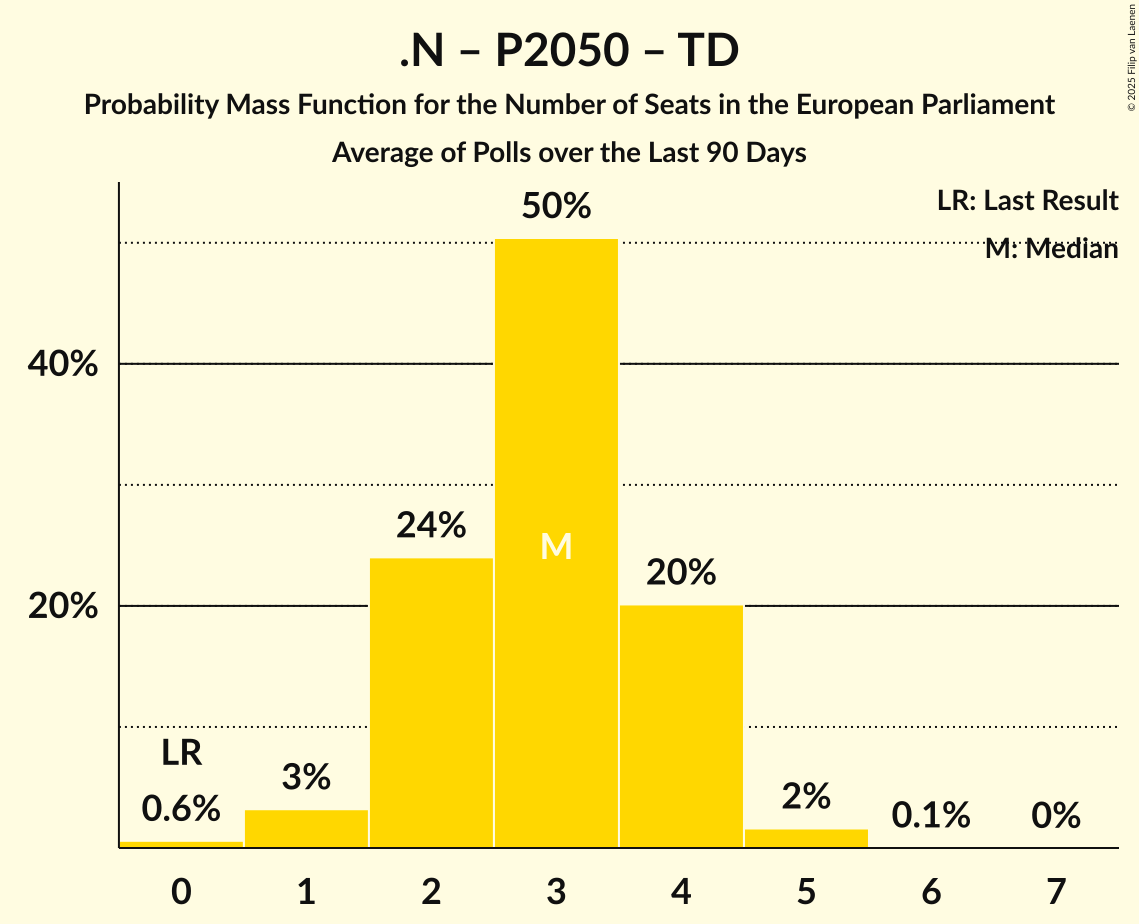 .N – P2050 – TD
Probability Mass Function for the Number of Seats in the European Parliament
Average of Polls over the Last 90 Days
© 2025 Filip van Laenen
LR: Last Result
M: Median
50%
40%
24%
M
20%
20%
LR
0.6%
3%
2%
0.1%
0%
0 1 2 3 4 5 6 7